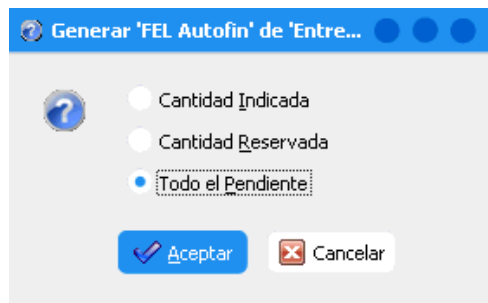 Generar 'FEL Autofin' de 'Entre...
Cantidad Indicada
Cantidad Reservada
Todo el Pendiente
Aceptar
Cancelar